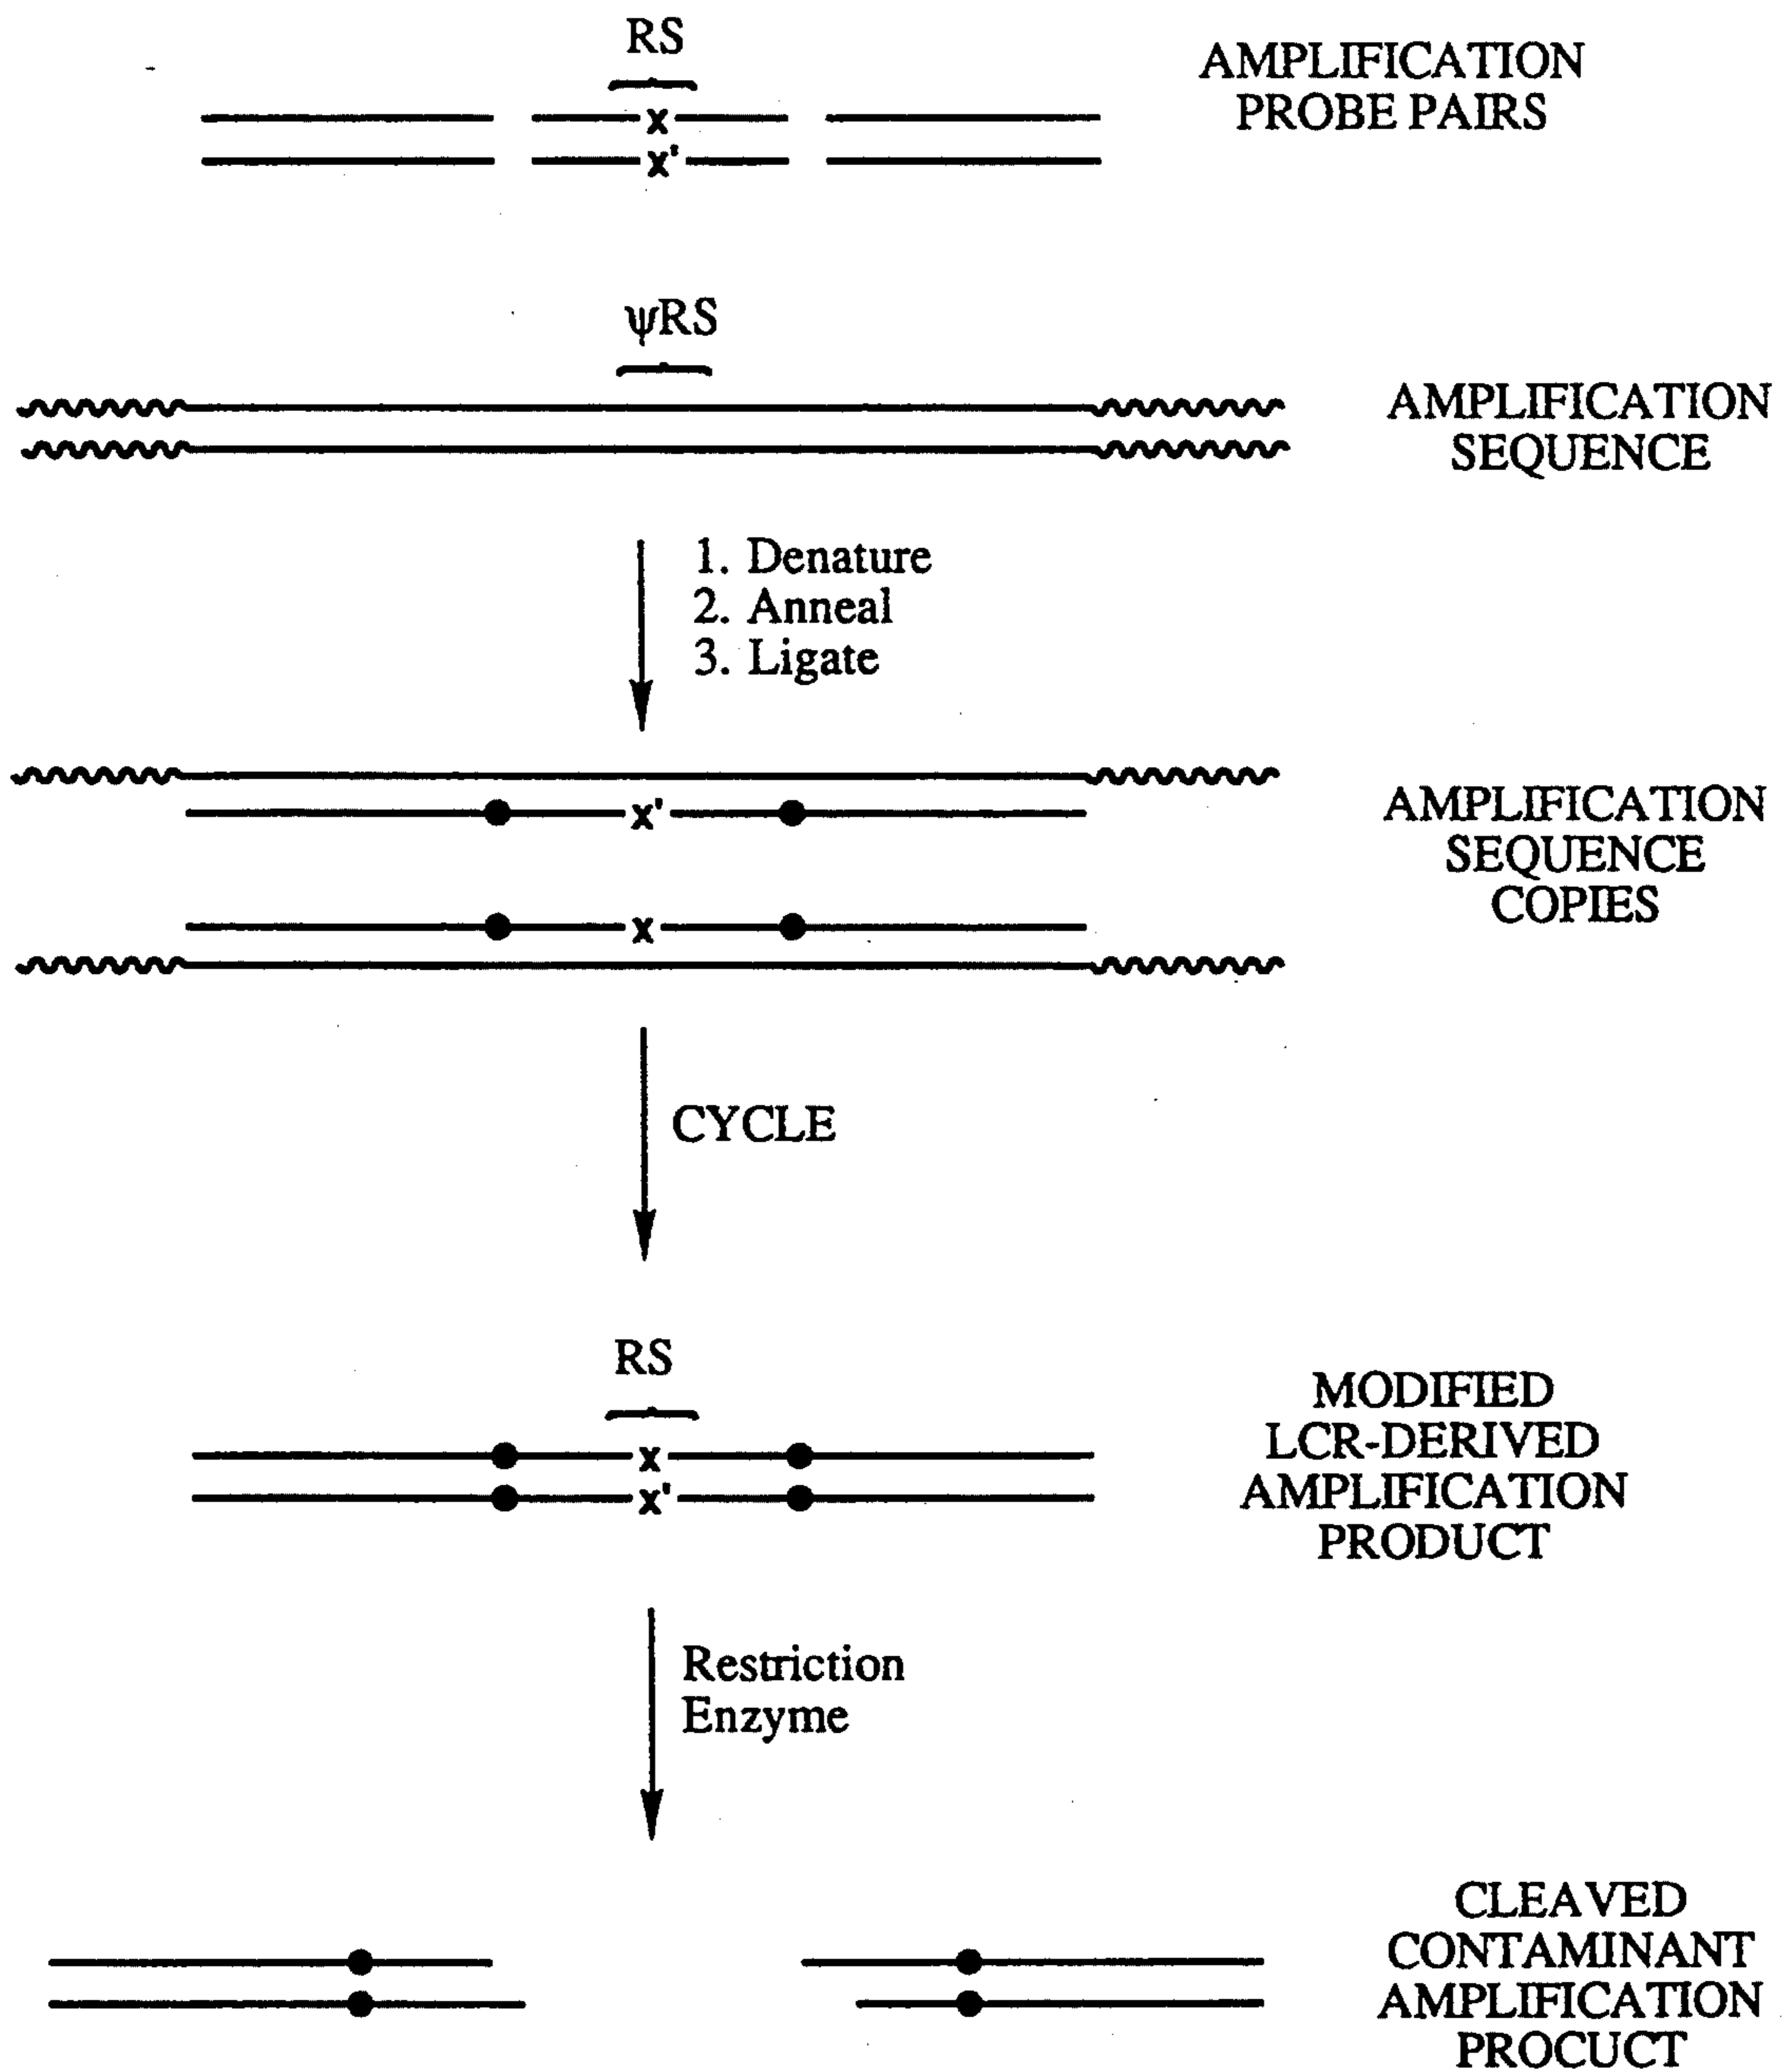 RS
AMPLIFICATION
PROBE PAIRS
x
x'
ψRS
AMPLIFICATION
SEQUENCE
1. Denature
2. Anneal
3. Ligate
x'
AMPLIFICATION
SEQUENCE
COPIES
x
CYCLE
RS
MODIFIED
LCR-DERIVED
AMPLIFICATION
PRODUCT
x
x'
Restriction
Enzyme
CLEAVED
CONTAMINANT
AMPLIFICATION
PROCUCT